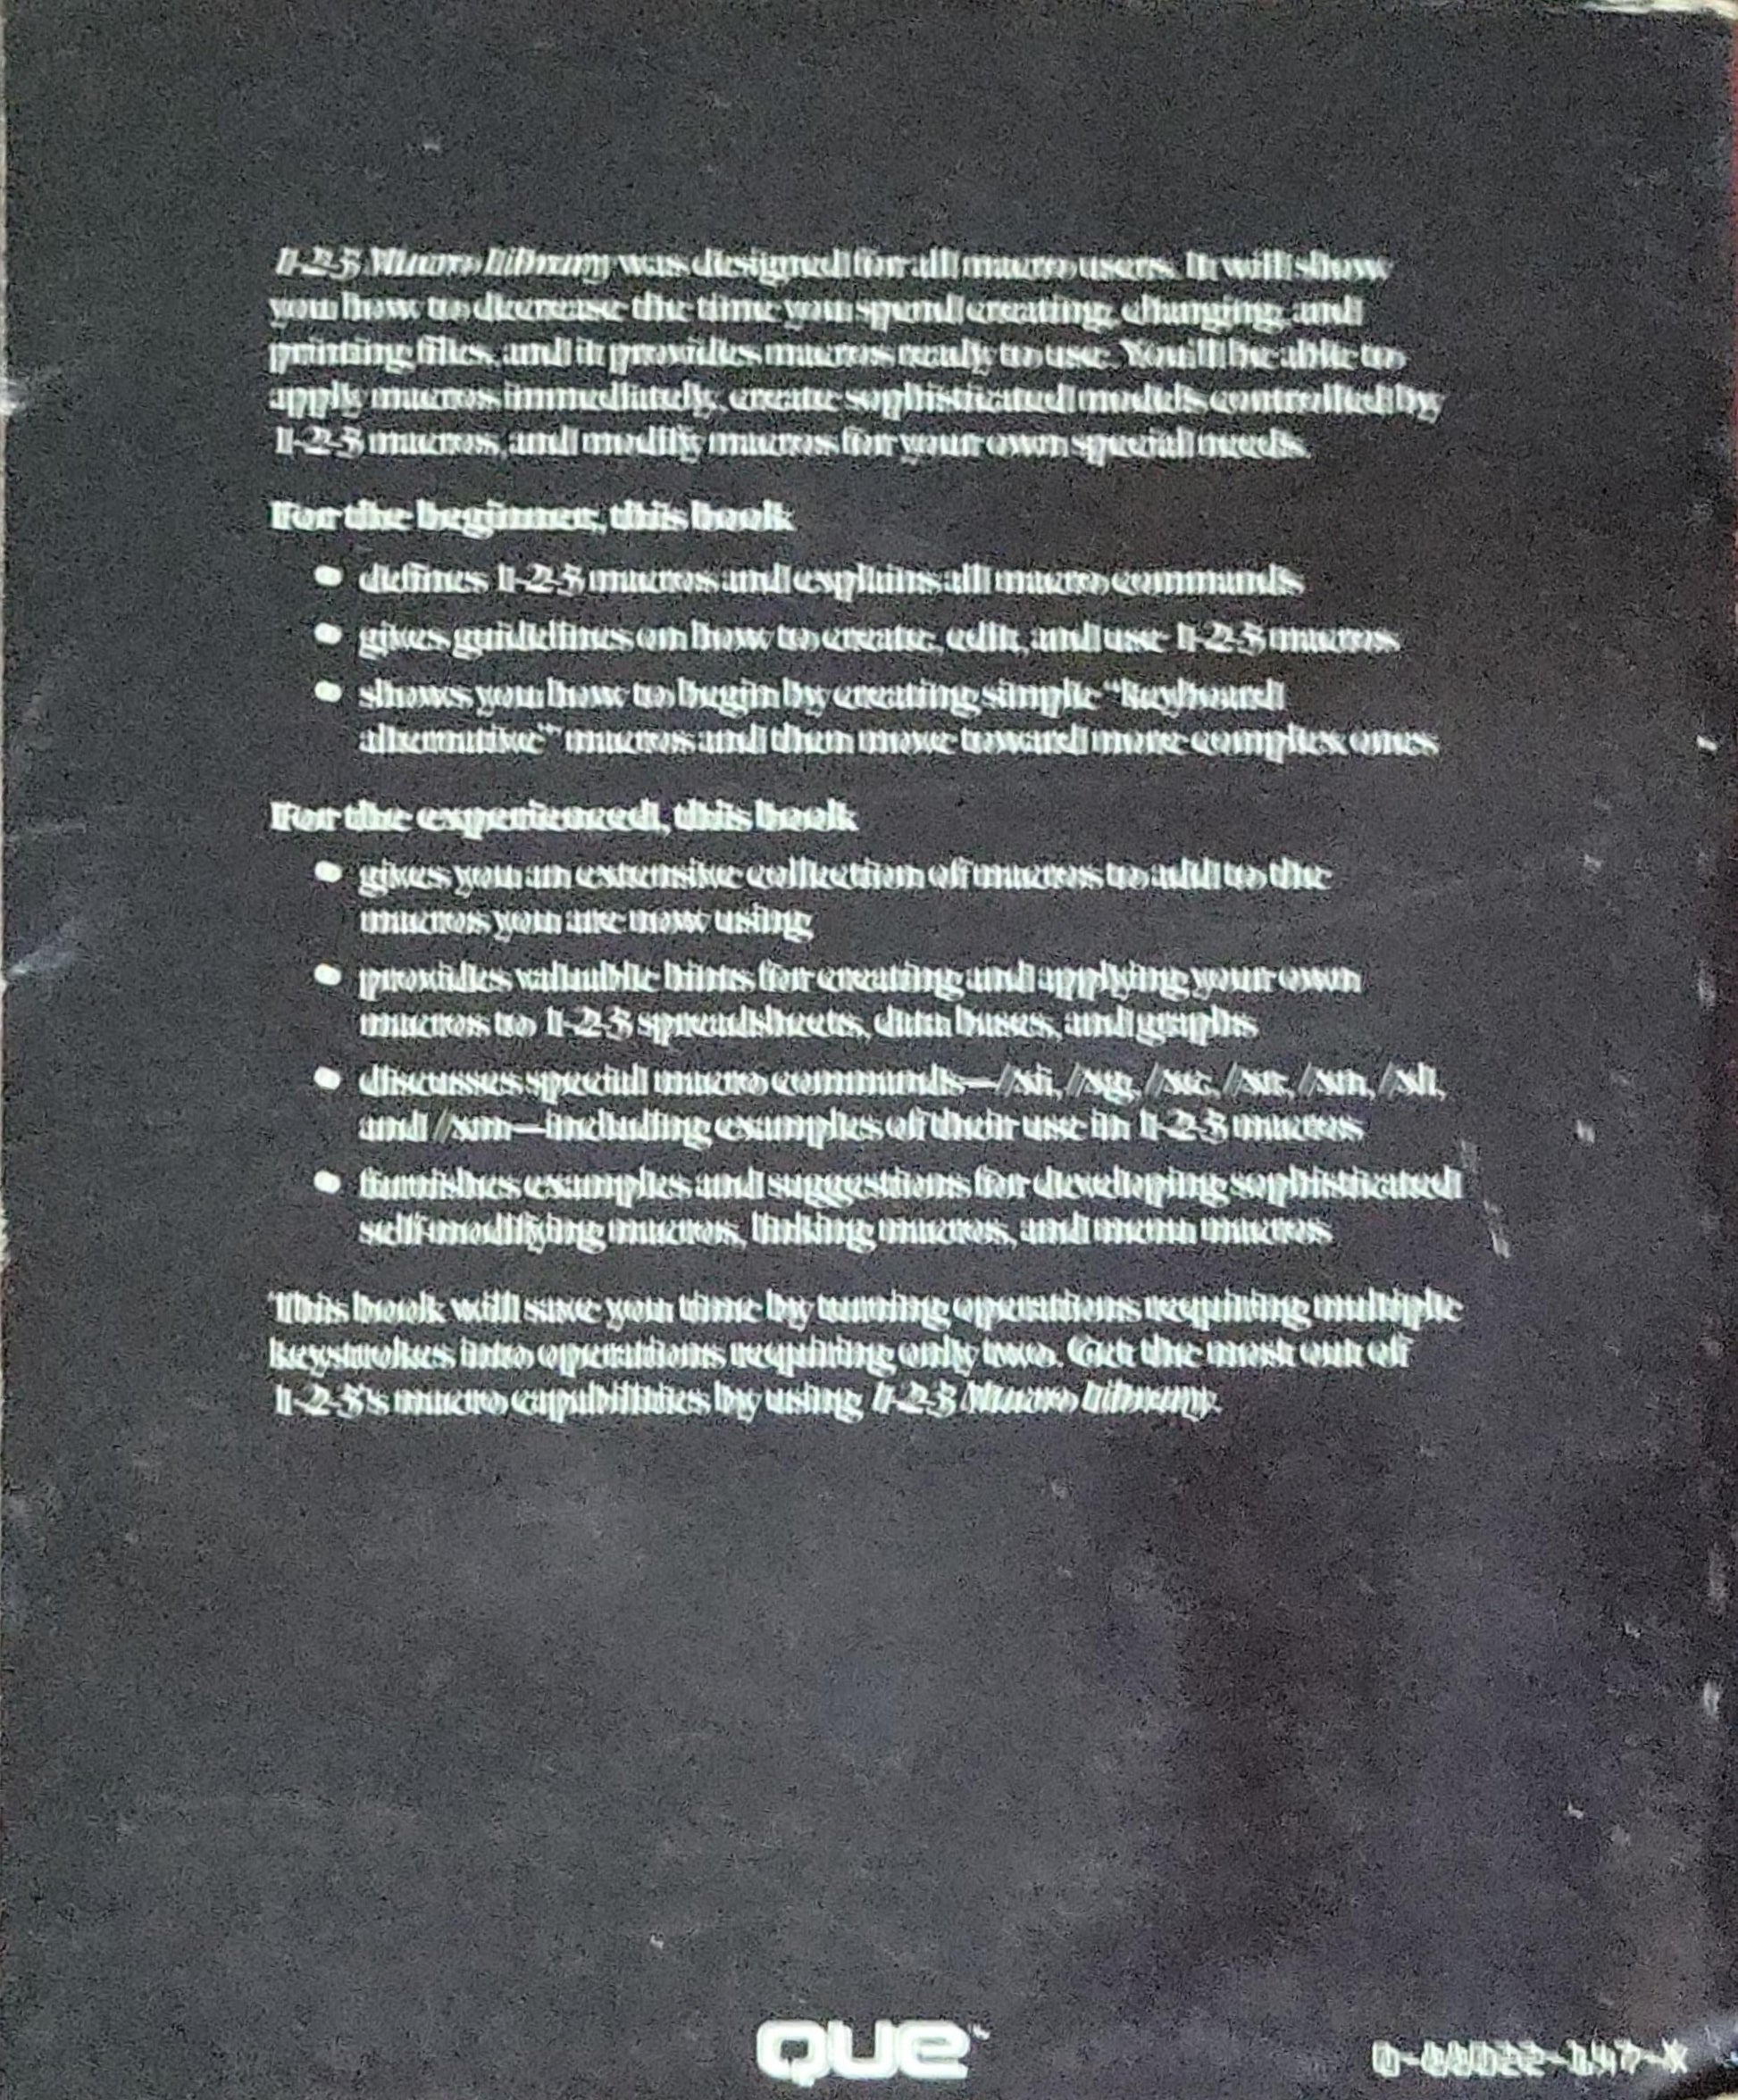 1-2-3 Macro Library was designed for all macro users. It will show
you how to decrease the time you spend creating, changing, and
printing files, and it provides macros ready to use. You'll be able to
apply macros immediately, create sophisticated models controlled by
1-2-3 macros, and modify macros for your own special needs.
For the beginner, this book
• defines 1-2-3 macros and explains all macro commands
• gives guidelines on how to create, edit, and use 1-2-3 macros
• shows you how to begin by creating simple "keyboard
alternative" macros and then move toward more complex ones
For the experienced, this book
• gives you an extensive collection of macros to add to the
macros you are now using
• provides valuable hints for creating and applying your own
macros to 1-2-3 spreadsheets, data bases, and graphs
• discusses special macro commands—/xi, /xg, /xc, /xr, /xn, /xl,
and /xm—including examples of their use in 1-2-3 macros
• furnishes examples and suggestions for developing sophisticated
self-modifying macros, linking macros, and menu macros
This book will save you time by turning operations requiring multiple
keystrokes into operations requiring only two. Get the most out of
1-2-3's macro capabilities by using 1-2-3 Macro Library.
QUE™